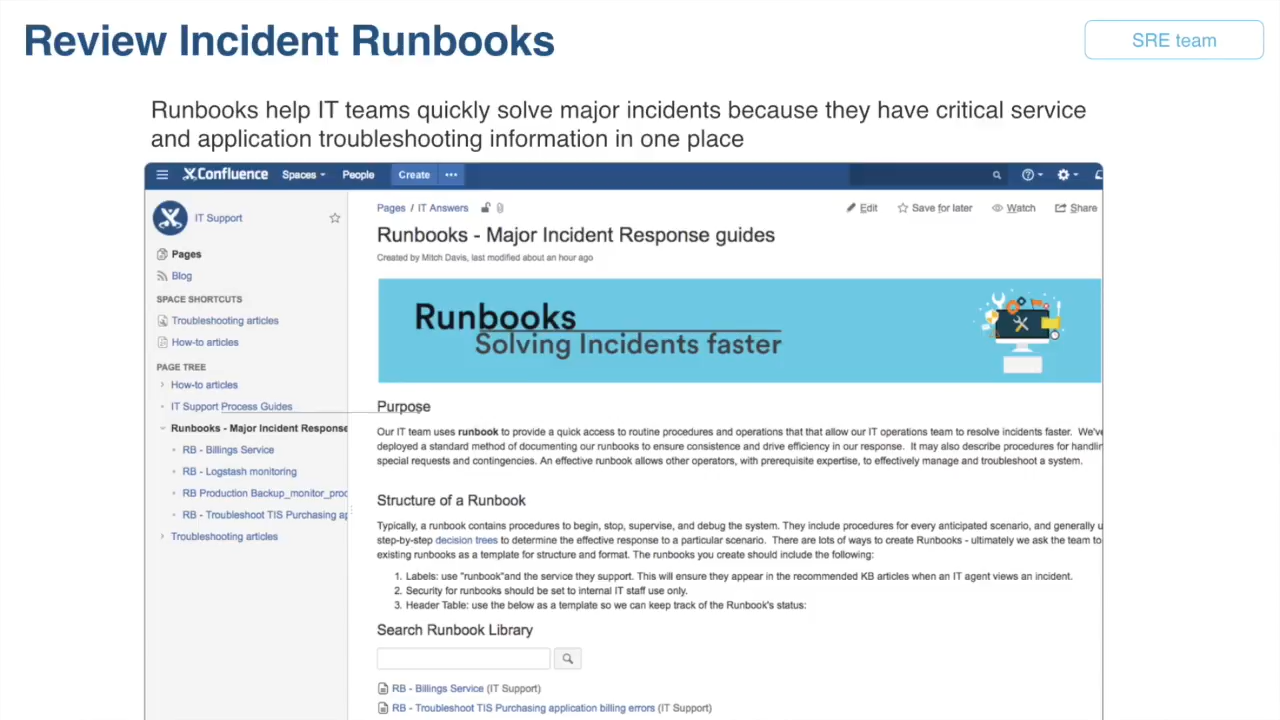 Review Incident Runbooks
SRE team
Runbooks help IT teams quickly solve major incidents because they have critical service
and application troubleshooting information in one place
Confluence Spaces People Create •••
IT Support
Pages
Blog
SPACE SHORTCUTS
Troubleshooting articles
How-to articles
PAGE TREE
How-to articles
IT Support Process Guides
Runbooks - Major Incident Response
RB - Billings Service
RB - Logstash monitoring
RB Production Backup_monitor_proc
RB - Troubleshoot TIS Purchasing ap
Troubleshooting articles
Pages / IT Answers
Edit Save for later Watch Share
Runbooks - Major Incident Response guides
Created by Mitch Davis, last modified about an hour ago
Runbooks
Solving Incidents faster
Purpose
Our IT team uses runbook to provide a quick access to routine procedures and operations that that allow our IT operations team to resolve incidents faster. We've
deployed a standard method of documenting our runbooks to ensure consistence and drive efficiency in our response. It may also describe procedures for handlin
special requests and contingencies. An effective runbook allows other operators, with prerequisite expertise, to effectively manage and troubleshoot a system.
Structure of a Runbook
Typically, a runbook contains procedures to begin, stop, supervise, and debug the system. They include procedures for every anticipated scenario, and generally u
step-by-step decision trees to determine the effective response to a particular scenario. There are lots of ways to create Runbooks - ultimately we ask the team to
existing runbooks as a template for structure and format. The runbooks you create should include the following:
1. Labels: use "runbook"and the service they support. This will ensure they appear in the recommended KB articles when an IT agent views an incident.
2. Security for runbooks should be set to internal IT staff use only.
3. Header Table: use the below as a template so we can keep track of the Runbook's status:
Search Runbook Library
RB - Billings Service (IT Support)
RB - Troubleshoot TIS Purchasing application billing errors (IT Support)